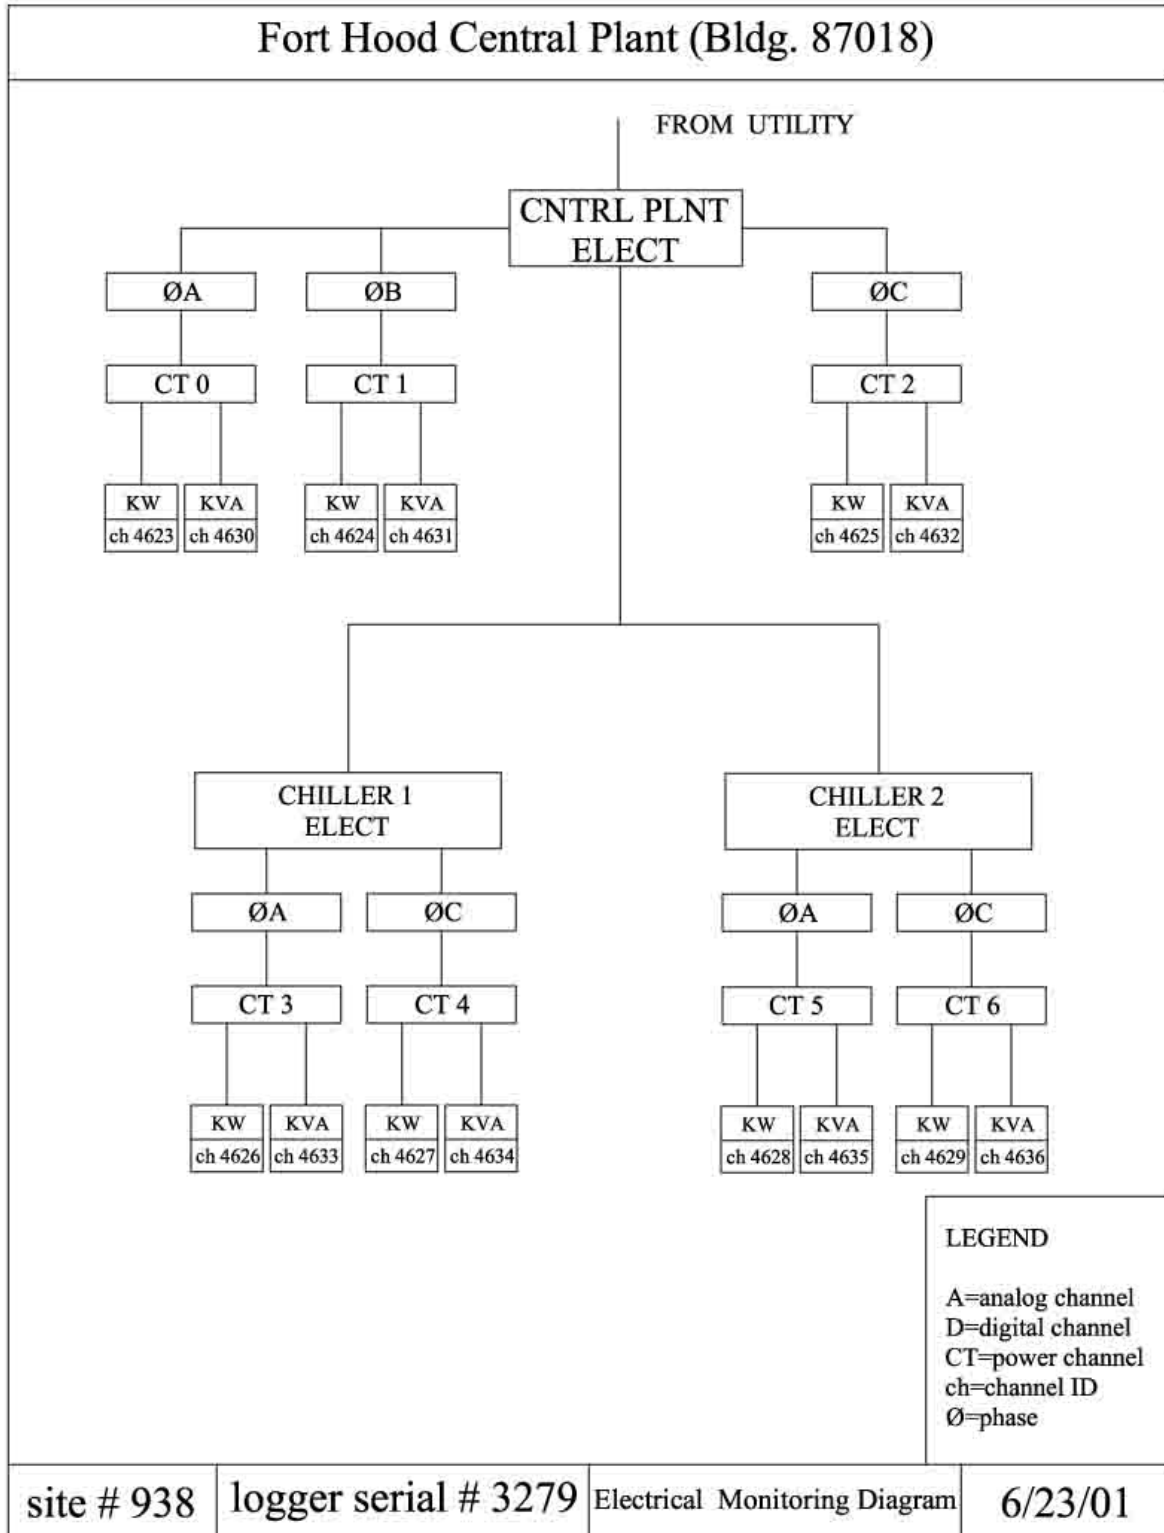 Fort Hood Central Plant (Bldg. 87018)
FROM UTILITY
CNTRL PLNT
ELECT
ØA
ØB
ØC
CT 0
CT 1
CT 2
KW
KVA
KW
KVA
KW
KVA
ch 4623
ch 4630
ch 4624
ch 4631
ch 4625
ch 4632
CHILLER 1
ELECT
CHILLER 2
ELECT
ØA
ØC
ØA
ØC
CT 3
CT 4
CT 5
CT 6
KW
KVA
KW
KVA
KW
KVA
KW
KVA
ch 4626
ch 4633
ch 4627
ch 4634
ch 4628
ch 4635
ch 4629
ch 4636
LEGEND
A=analog channel
D=digital channel
CT=power channel
ch=channel ID
Ø=phase
site # 938
logger serial # 3279
Electrical Monitoring Diagram
6/23/01